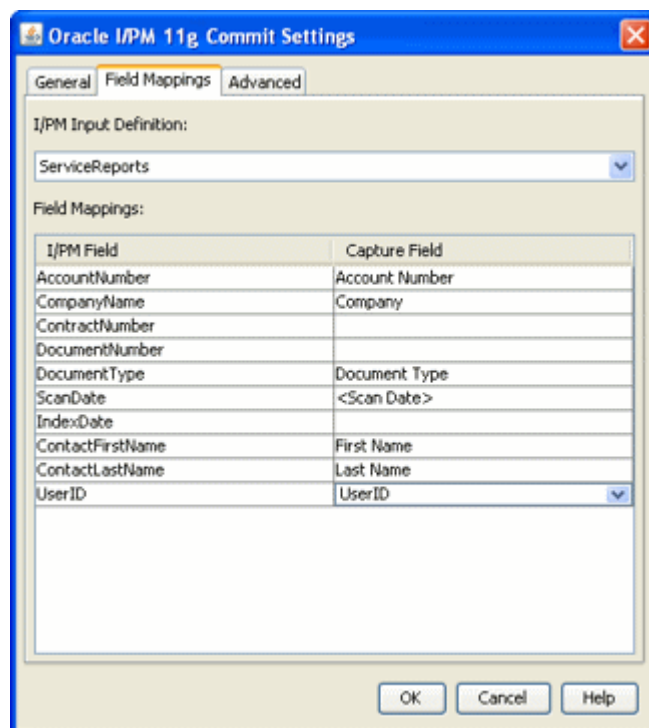 Oracle I/PM 11g Commit Settings
General Field Mappings Advanced
I/PM Input Definition:
ServiceReports
Field Mappings:
I/PM Field Capture Field
AccountNumber Account Number
CompanyName Company
ContractNumber
DocumentNumber
DocumentType Document Type
ScanDate <Scan Date>
IndexDate
ContactFirstName First Name
ContactLastName Last Name
UserID UserID
OK Cancel Help